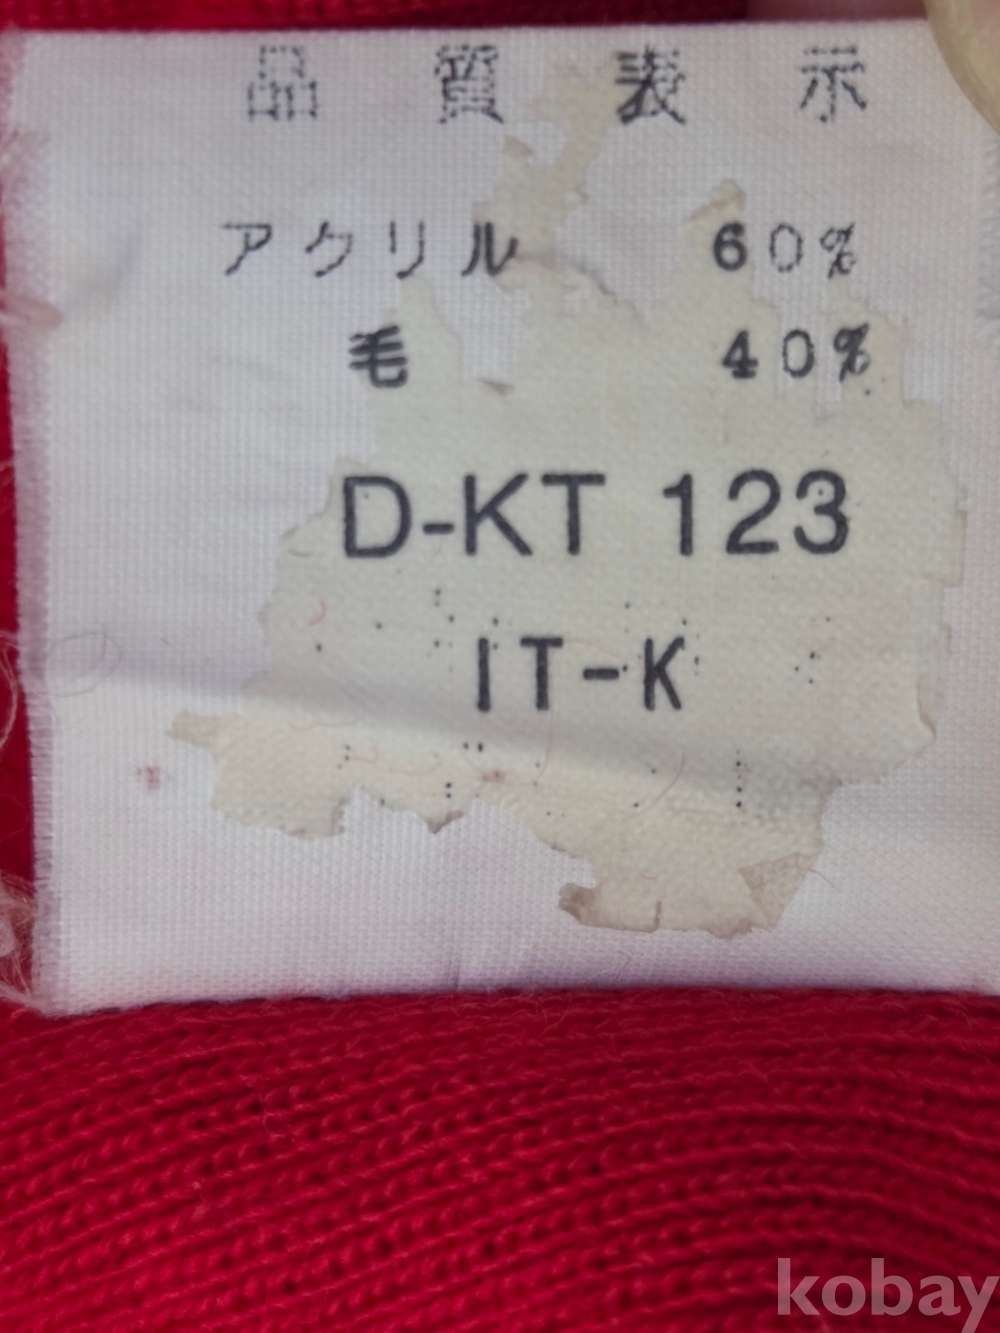 品質表示
アクリル 60%
毛 40%
D-KT 123
IT-K
kobay